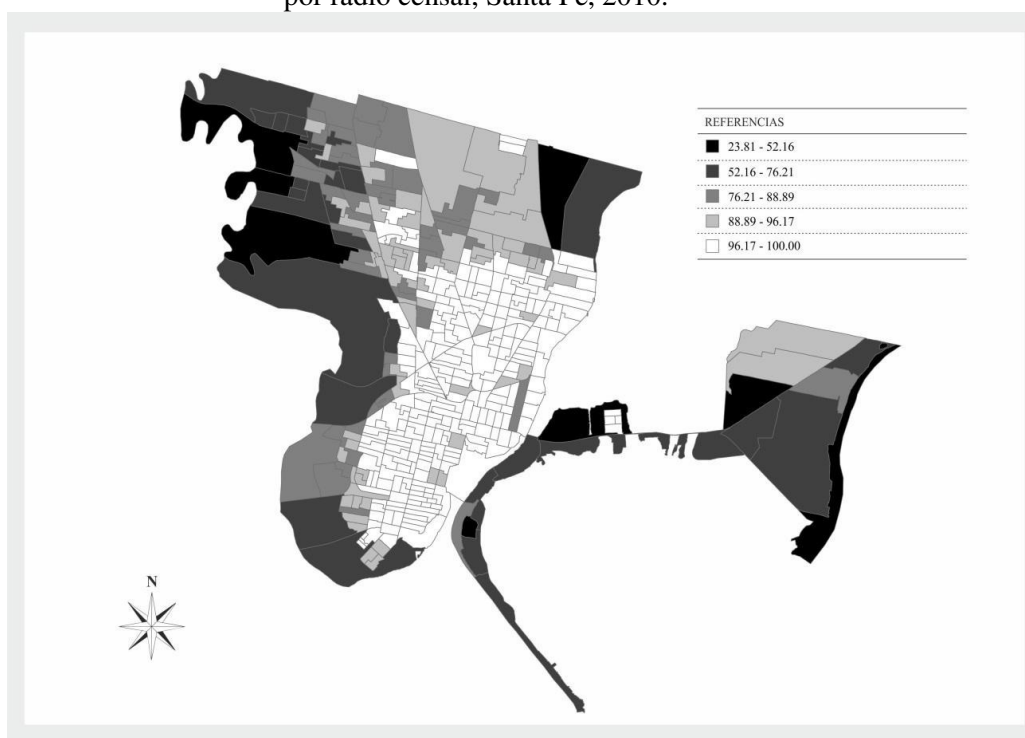 por radio censal, Santa Fe, 2010.
REFERENCIAS
23.81 - 52.16
52.16 - 76.21
76.21 - 88.89
88.89 - 96.17
96.17 - 100.00
N